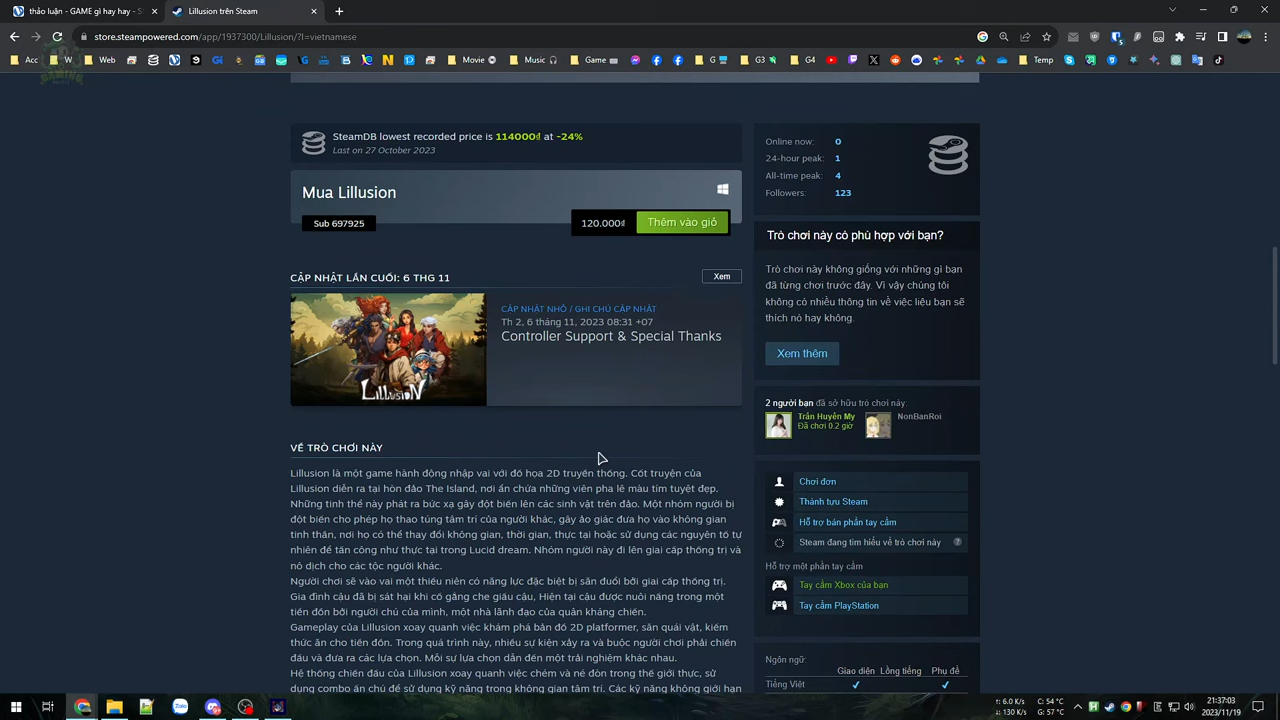 thảo luận - GAME gì hay hay - S
Lillusion trên Steam
store.steampowered.com/app/1937300/Lillusion/?l=vietnamese
Web
Movie
Music
Game
G3
G4
Temp
GAMING
SteamDB lowest recorded price is 114000₫ at -24%
Last on 27 October 2023
Mua Lillusion
Sub 697925
120.000₫
Thêm vào giỏ
CẬP NHẬT LẦN CUỐI: 6 THG 11
Xem
CẬP NHẬT NHỎ / GHI CHÚ CẬP NHẬT
Th 2, 6 tháng 11, 2023 08:31 +07
Controller Support & Special Thanks
LILLUSION
VỀ TRÒ CHƠI NÀY
Lillusion là một game hành động nhập vai với đồ họa 2D truyền thống. Cốt truyện của
Lillusion diễn ra tại hòn đảo The Island, nơi ẩn chứa những viên pha lê màu tím tuyệt đẹp.
Những tinh thể này phát ra bức xạ gây đột biến lên các sinh vật trên đảo. Một nhóm người bị
đột biến cho phép họ thao túng tâm trí của người khác, gây ảo giác đưa họ vào không gian
tinh thần, nơi họ có thể thay đổi không gian, thời gian, thực tại hoặc sử dụng các nguyên tố tự
nhiên để tấn công như thực tại trong Lucid dream. Nhóm người này đi lên giai cấp thống trị và
nô dịch cho các tộc người khác.
Người chơi sẽ vào vai một thiếu niên có năng lực đặc biệt bị săn đuổi bởi giai cấp thống trị.
Gia đình cậu đã bị sát hại khi cố gắng che giấu cậu, Hiện tại cậu được nuôi nấng trong một
tiền đồn bởi người chú của mình, một nhà lãnh đạo của quân kháng chiến.
Gameplay của Lillusion xoay quanh việc khám phá bản đồ 2D platformer, săn quái vật, kiếm
thức ăn cho tiền đồn. Trong quá trình này, nhiều sự kiện xảy ra và buộc người chơi phải chiến
đấu và đưa ra các lựa chọn. Mỗi sự lựa chọn dẫn đến một trải nghiệm khác nhau.
Hệ thống chiến đấu của Lillusion xoay quanh việc chém và né đòn trong thế giới thực, sử
dụng combo ẩn chú để sử dụng kỹ năng trong không gian tâm trí. Các kỹ năng không giới hạn
Online now: 0
24-hour peak: 1
All-time peak: 4
Followers: 123
Trò chơi này có phù hợp với bạn?
Trò chơi này không giống với những gì bạn
đã từng chơi trước đây. Vì vậy chúng tôi
không có nhiều thông tin về việc liệu bạn sẽ
thích nó hay không.
Xem thêm
2 người bạn đã sở hữu trò chơi này:
Trần Huyền My
Đã chơi 0.2 giờ
NonBanRoi
Chơi đơn
Thành tựu Steam
Hỗ trợ bán phần tay cầm
Steam đang tìm hiểu về trò chơi này ?
Hỗ trợ một phần tay cầm
Tay cầm Xbox của bạn
Tay cầm PlayStation
Ngôn ngữ:
Giao diện Lồng tiếng Phụ đề
Tiếng Việt ✔ ✔
Zalo
t: 6.0 K/s
: 130 K/s
C: 54 °C
G: 57 °C
21:37:03
2023/11/19